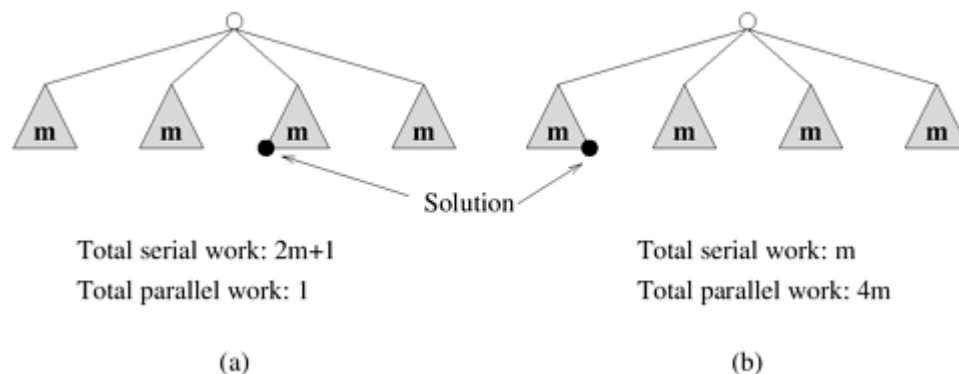 m m m m m m m m
Solution
Total serial work: 2m+1 Total serial work: m
Total parallel work: 1 Total parallel work: 4m
(a) (b)